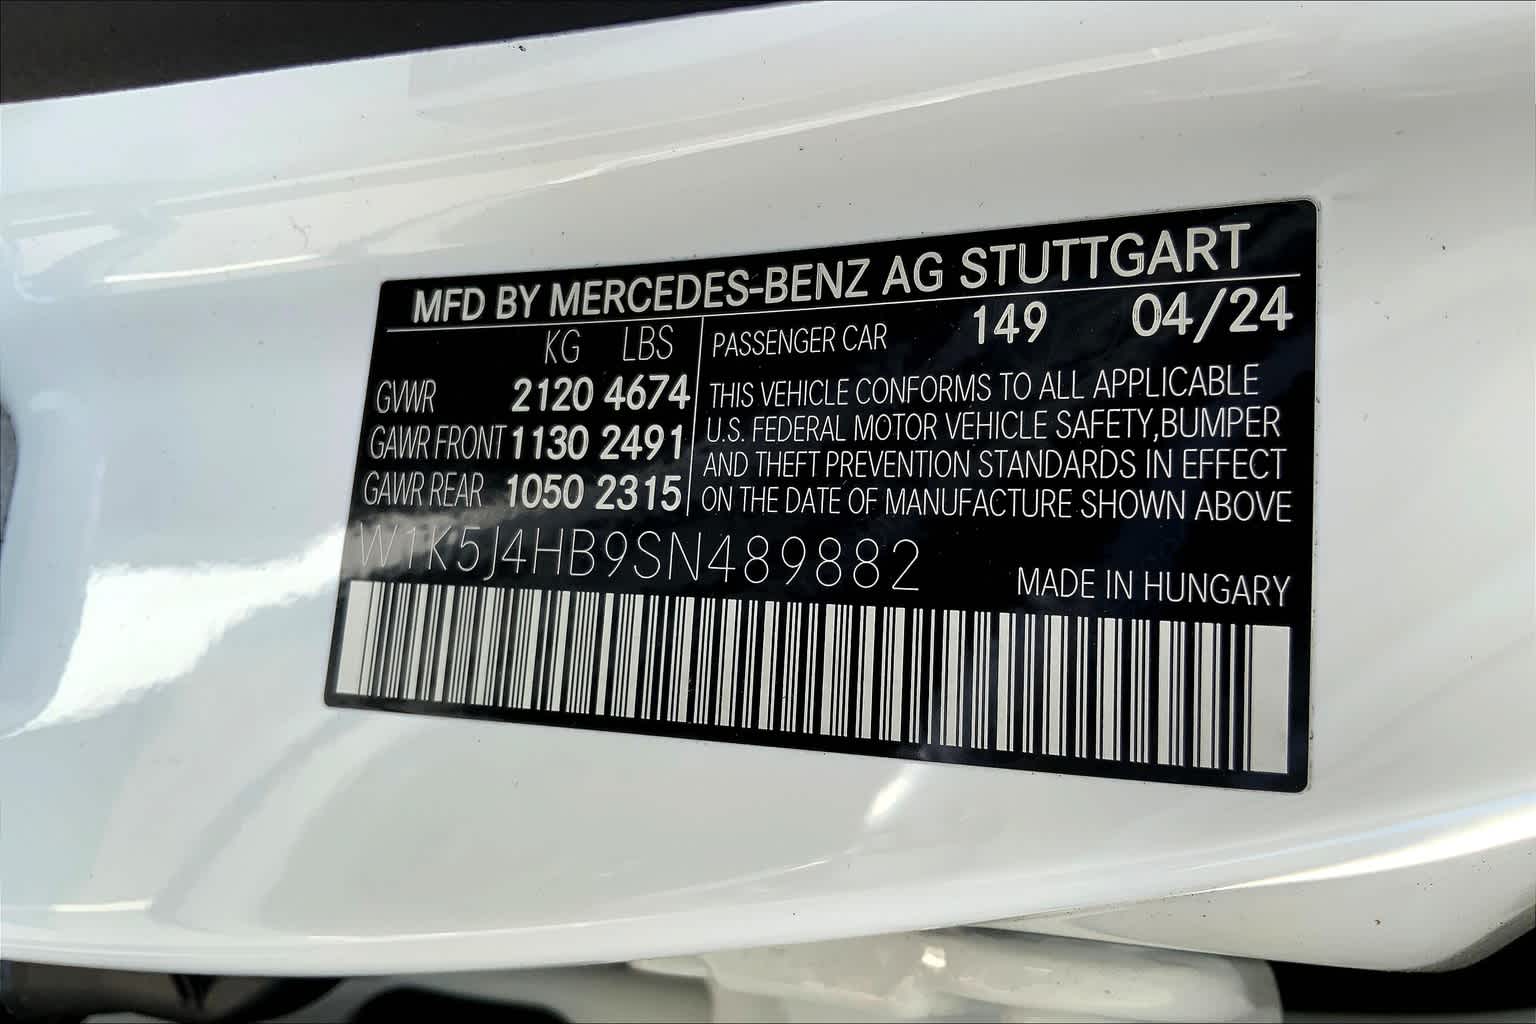 MFD BY MERCEDES-BENZ AG STUTTGART
KG LBS
GVWR 2120 4674
GAWR FRONT 1130 2491
GAWR REAR 1050 2315
PASSENGER CAR 149 04/24
THIS VEHICLE CONFORMS TO ALL APPLICABLE
U.S. FEDERAL MOTOR VEHICLE SAFETY,BUMPER
AND THEFT PREVENTION STANDARDS IN EFFECT
ON THE DATE OF MANUFACTURE SHOWN ABOVE
W1K5J4HB9SN489882
MADE IN HUNGARY